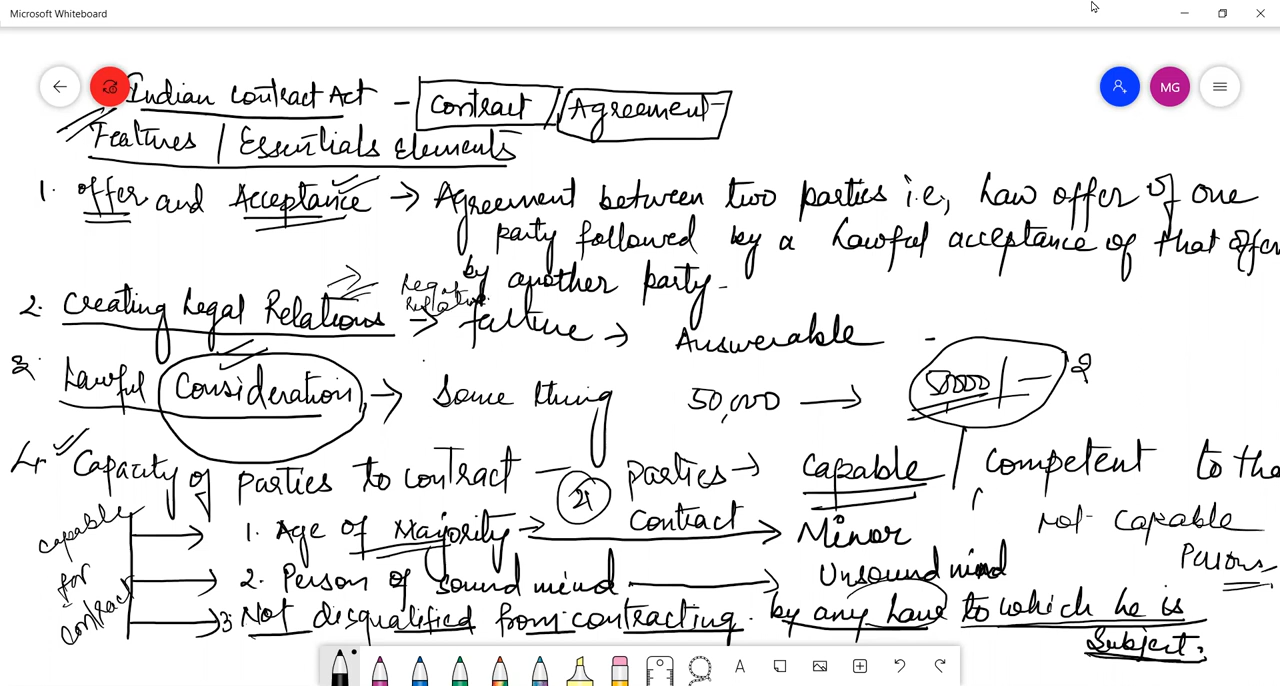 Microsoft Whiteboard
MG
Indian Contract Act - Contract / Agreement
Features / Essentials Elements
1. Offer and Acceptance → Agreement between two parties i.e, Law offer of one
party followed by a Lawful acceptance of that offer
by another party.
2. Creating Legal Relations → failure → Answerable
Legal
3. Lawful Consideration → Some thing 50,000 → 50000/-
4. Capacity of parties to contract - parties → Capable / Competent to the
contract
not capable
Persons
capable
for
contract
1. Age of Majority → Minor
21
2. Person of sound mind → Unsound mind
3. Not disqualified from contracting by any Law to which he is
Subject.
A